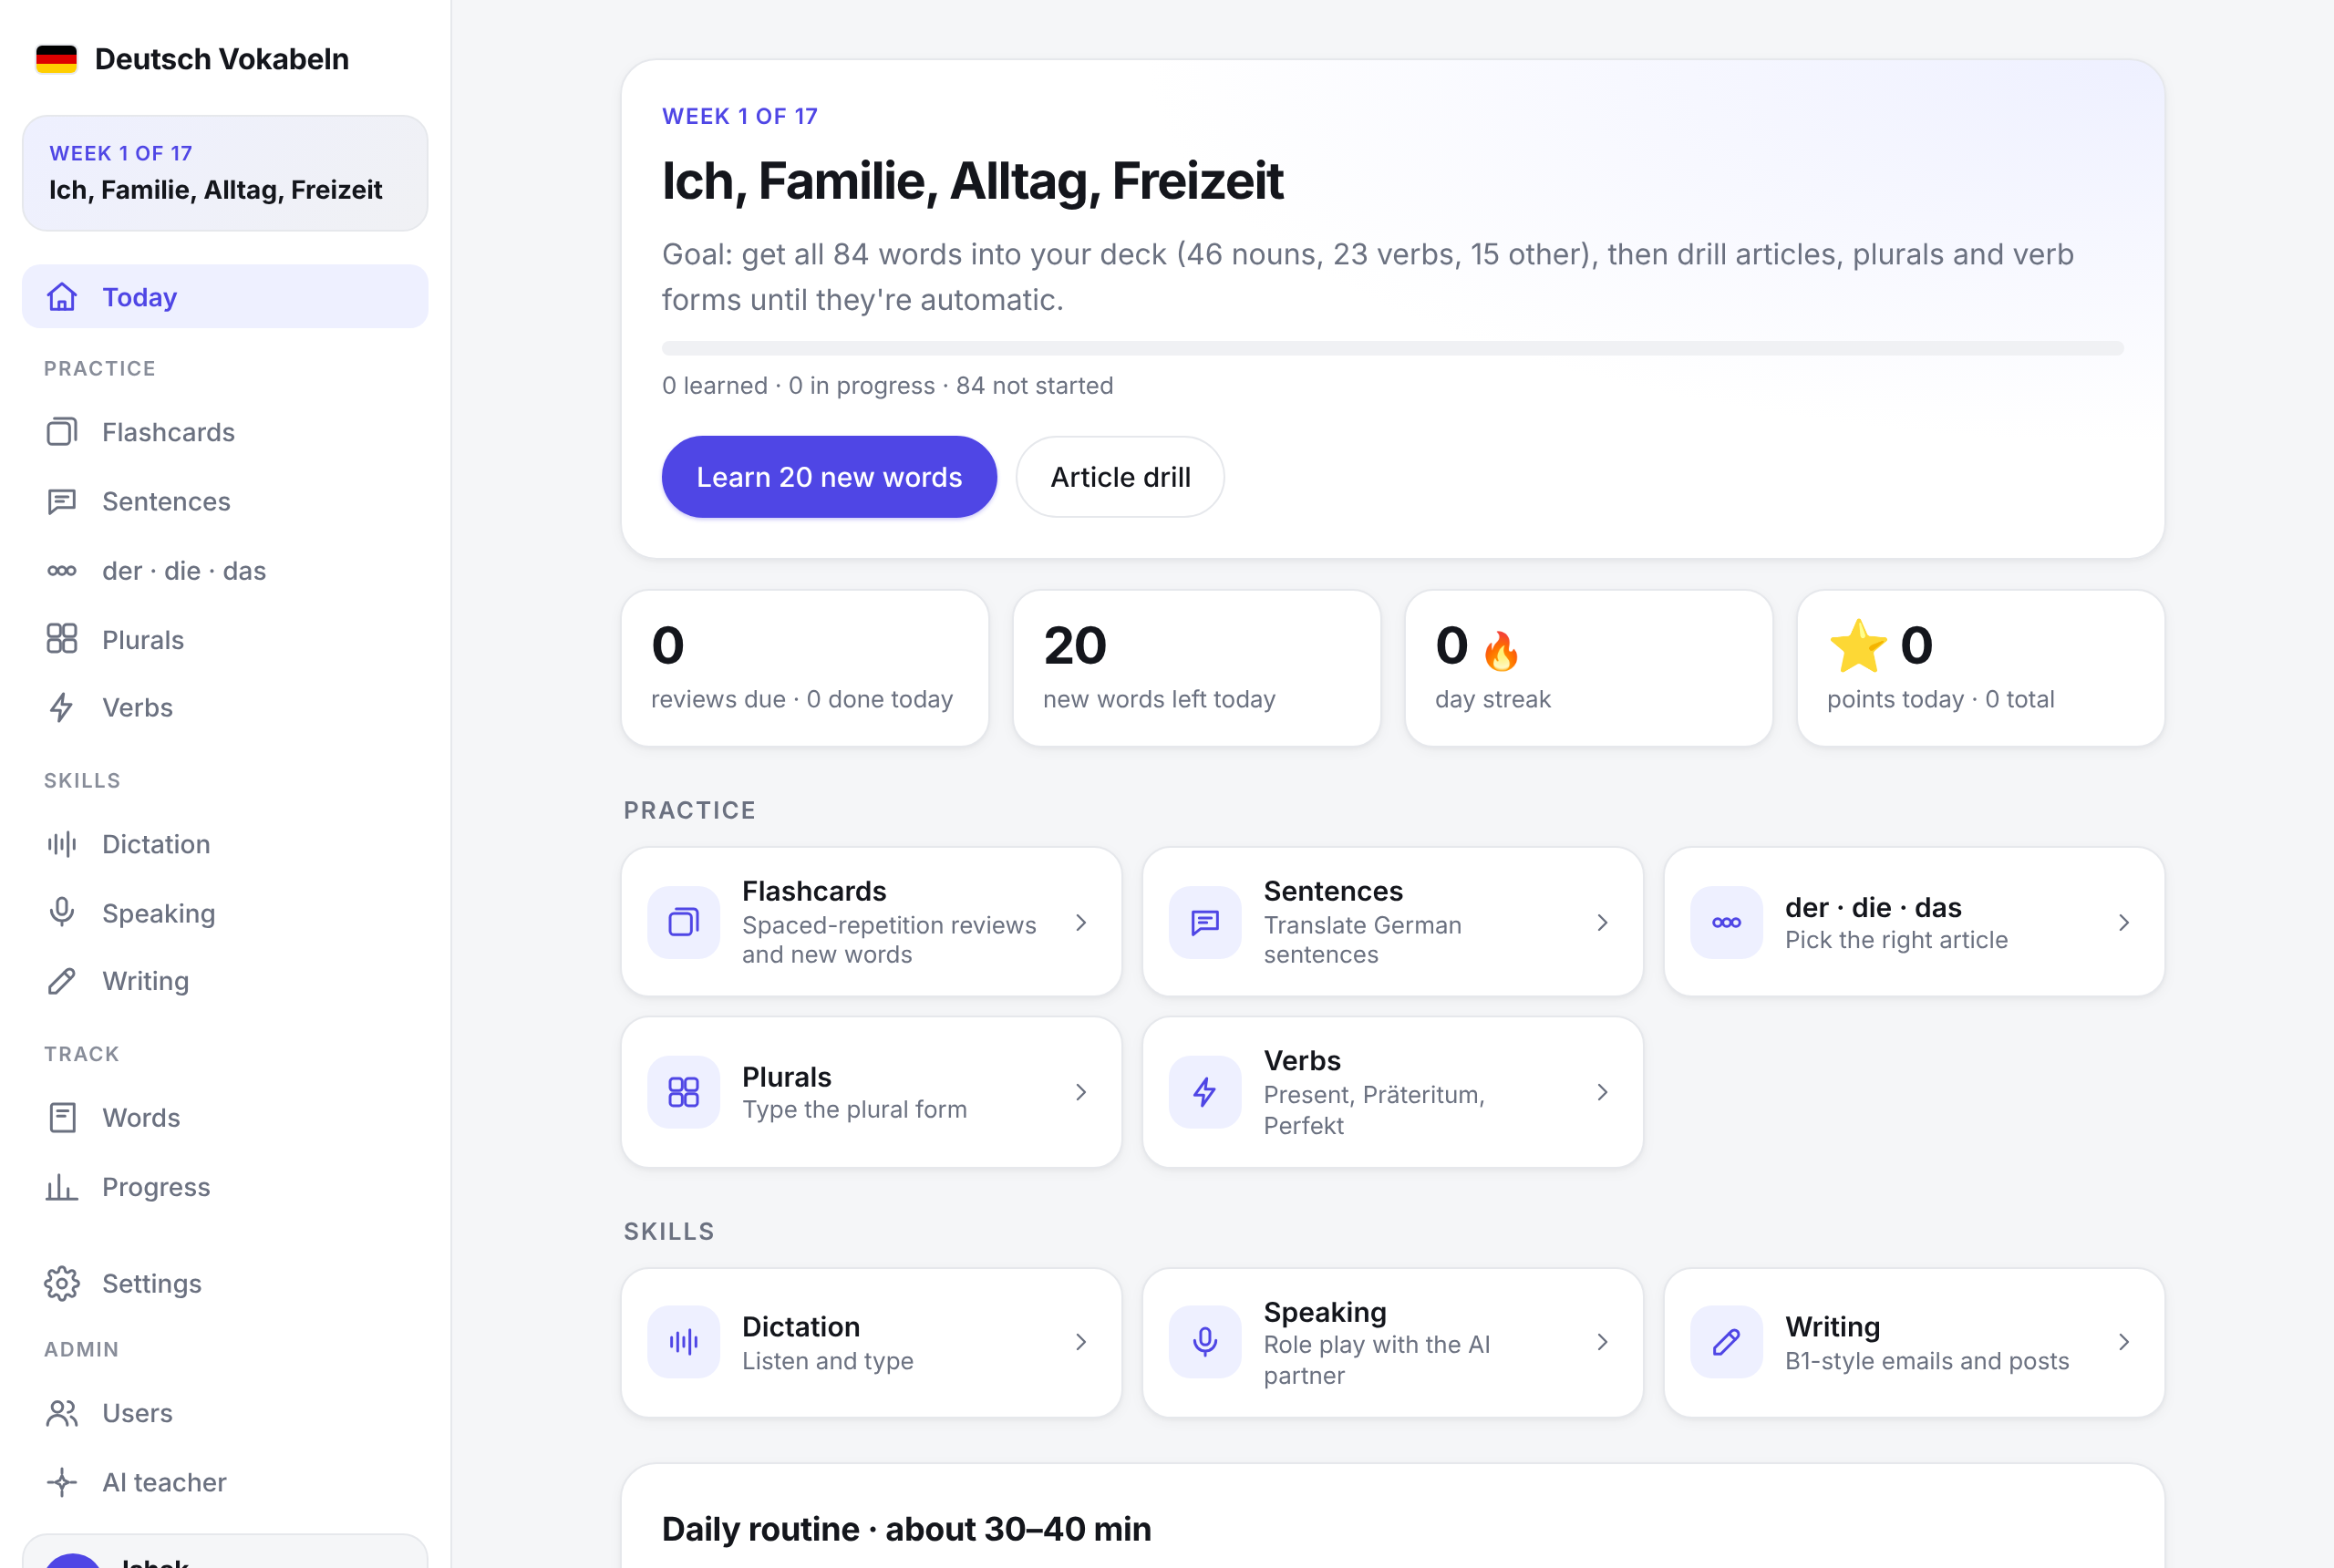 Deutsch Vokabeln
WEEK 1 OF 17
Ich, Familie, Alltag, Freizeit
Today
PRACTICE
Flashcards
Sentences
der · die · das
Plurals
Verbs
SKILLS
Dictation
Speaking
Writing
TRACK
Words
Progress
Settings
ADMIN
Users
AI teacher
WEEK 1 OF 17
Ich, Familie, Alltag, Freizeit
Goal: get all 84 words into your deck (46 nouns, 23 verbs, 15 other), then drill articles, plurals and verb
forms until they're automatic.
0 learned · 0 in progress · 84 not started
Learn 20 new words
Article drill
0
reviews due · 0 done today
20
new words left today
0 🔥
day streak
⭐ 0
points today · 0 total
PRACTICE
Flashcards
Spaced-repetition reviews
and new words
Sentences
Translate German
sentences
der · die · das
Pick the right article
Plurals
Type the plural form
Verbs
Present, Präteritum,
Perfekt
SKILLS
Dictation
Listen and type
Speaking
Role play with the AI
partner
Writing
B1-style emails and posts
Daily routine · about 30–40 min